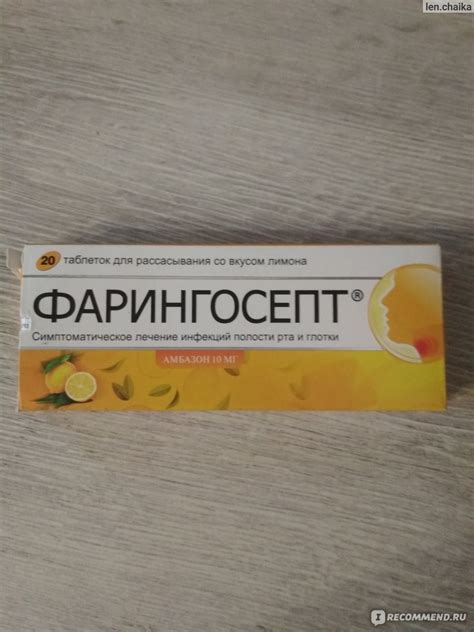 len.chaika
20 таблеток для рассасывания со вкусом лимона
ФАРИНГОСЕПТ®
Симптоматическое лечение инфекций полости рта и глотки
АМБАЗОН 10 МГ
I RECOMMEND.RU